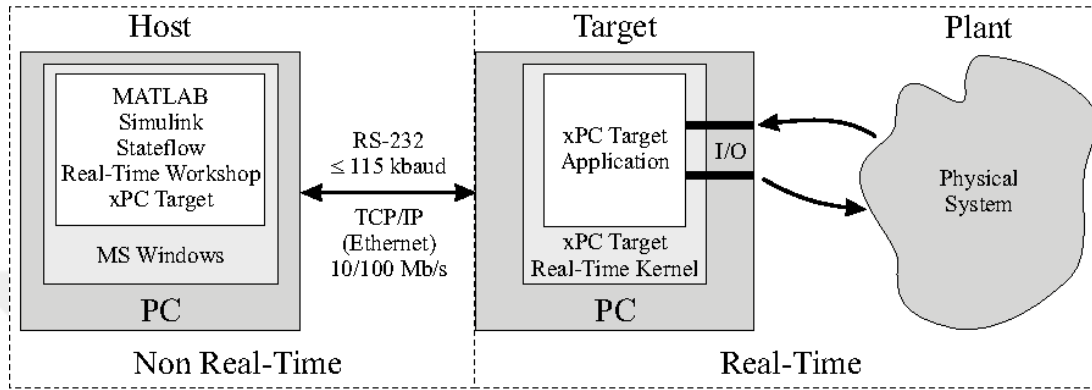 Host
Target
Plant
MATLAB
Simulink
Stateflow
Real-Time Workshop
xPC Target
MS Windows
PC
RS-232
≤ 115 kbaud
TCP/IP
(Ethernet)
10/100 Mb/s
xPC Target
Application
I/O
xPC Target
Real-Time Kernel
PC
Physical
System
Non Real-Time
Real-Time